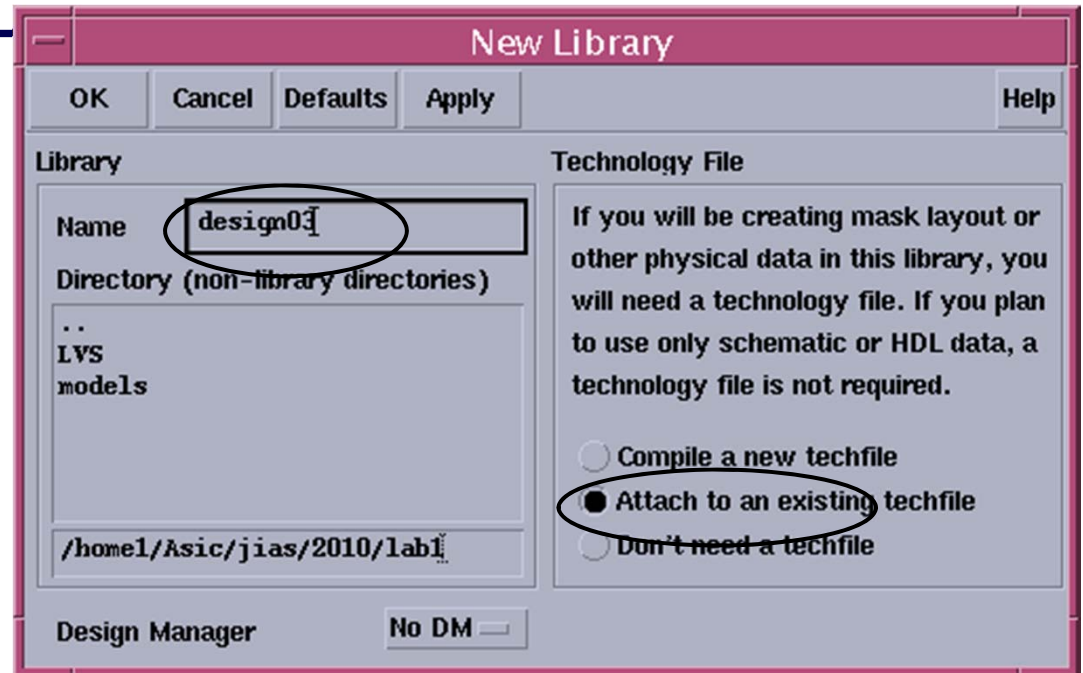 New Library
OK Cancel Defaults Apply Help
Library
Name design03
Directory (non-library directories)
..
LVS
models
/home1/Asic/jias/2010/lab1
Design Manager No DM
Technology File
If you will be creating mask layout or
other physical data in this library, you
will need a technology file. If you plan
to use only schematic or HDL data, a
technology file is not required.
Compile a new techfile
Attach to an existing techfile
Don't need a techfile